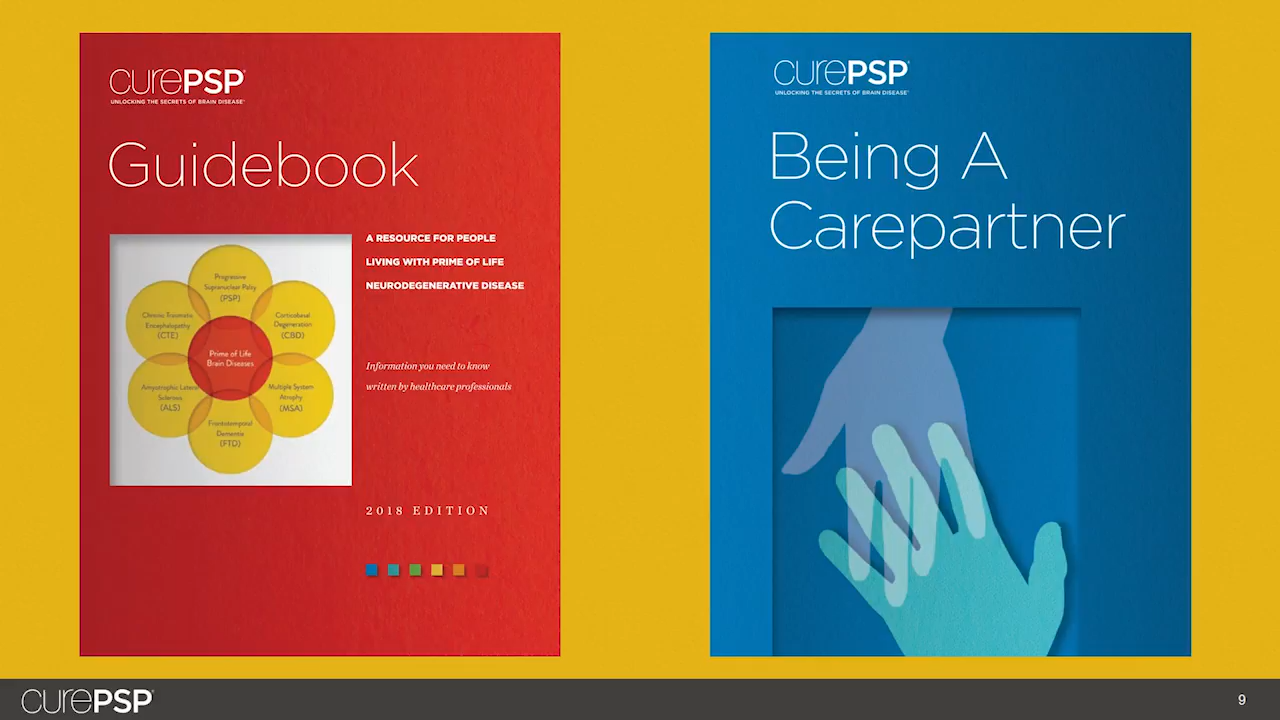 curePSP
UNLOCKING THE SECRETS OF BRAIN DISEASE
Guidebook
A RESOURCE FOR PEOPLE
LIVING WITH PRIME OF LIFE
NEURODEGENERATIVE DISEASE
Progressive
Supranuclear Palsy
(PSP)
Chronic Traumatic
Encephalopathy
(CTE)
Corticobasal
Degeneration
(CBD)
Prime of Life
Brain Diseases
Amyotrophic Lateral
Sclerosis
(ALS)
Multiple System
Atrophy
(MSA)
Frontotemporal
Dementia
(FTD)
Information you need to know
written by healthcare professionals
2018 EDITION
curePSP
UNLOCKING THE SECRETS OF BRAIN DISEASE
Being A
Carepartner
curePSP
9